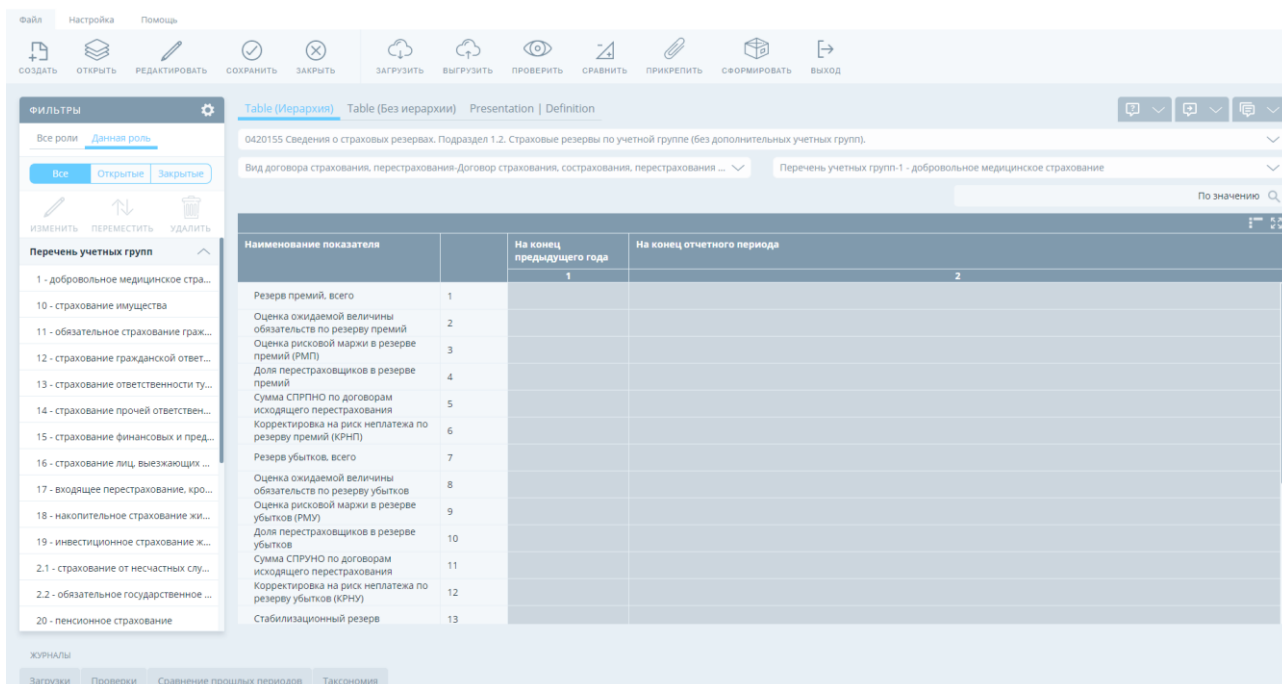 Файл Настройка Помощь
СОЗДАТЬ ОТКРЫТЬ РЕДАКТИРОВАТЬ СОХРАНИТЬ ЗАКРЫТЬ ЗАГРУЗИТЬ ВЫГРУЗИТЬ ПРОВЕРИТЬ СРАВНИТЬ ПРИКРЕПИТЬ СФОРМИРОВАТЬ ВЫХОД
ФИЛЬТРЫ
Все роли Данная роль
Все Открытые Закрытые
ИЗМЕНИТЬ ПЕРЕМЕСТИТЬ УДАЛИТЬ
Перечень учетных групп
1 - добровольное медицинское стра...
10 - страхование имущества
11 - обязательное страхование граж...
12 - страхование гражданской ответ...
13 - страхование ответственности ту...
14 - страхование прочей ответствен...
15 - страхование финансовых и пред...
16 - страхование лиц, выезжающих ...
17 - входящее перестрахование, кро...
18 - накопительное страхование жи...
19 - инвестиционное страхование ж...
2.1 - страхование от несчастных слу...
2.2 - обязательное государственное ...
20 - пенсионное страхование
Table (Иерархия) Table (Без иерархии) Presentation | Definition
0420155 Сведения о страховых резервах. Подраздел 1.2. Страховые резервы по учетной группе (без дополнительных учетных групп).
Вид договора страхования, перестрахования-Договор страхования, сострахования, перестрахования ... Перечень учетных групп-1 - добровольное медицинское страхование
По значению
Наименование показателя На конец предыдущего года На конец отчетного периода
1 2
Резерв премий, всего 1
Оценка ожидаемой величины
обязательств по резерву премий 2
Оценка рисковой маржи в резерве
премий (РМП) 3
Доля перестраховщиков в резерве
премий 4
Сумма СПРПНО по договорам
исходящего перестрахования 5
Корректировка на риск неплатежа по
резерву премий (КРНП) 6
Резерв убытков, всего 7
Оценка ожидаемой величины
обязательств по резерву убытков 8
Оценка рисковой маржи в резерве
убытков (РМУ) 9
Доля перестраховщиков в резерве
убытков 10
Сумма СПРУНО по договорам
исходящего перестрахования 11
Корректировка на риск неплатежа по
резерву убытков (КРНУ) 12
Стабилизационный резерв 13
ЖУРНАЛЫ
Загрузки Проверки Сравнение прошлых периодов Таксономия